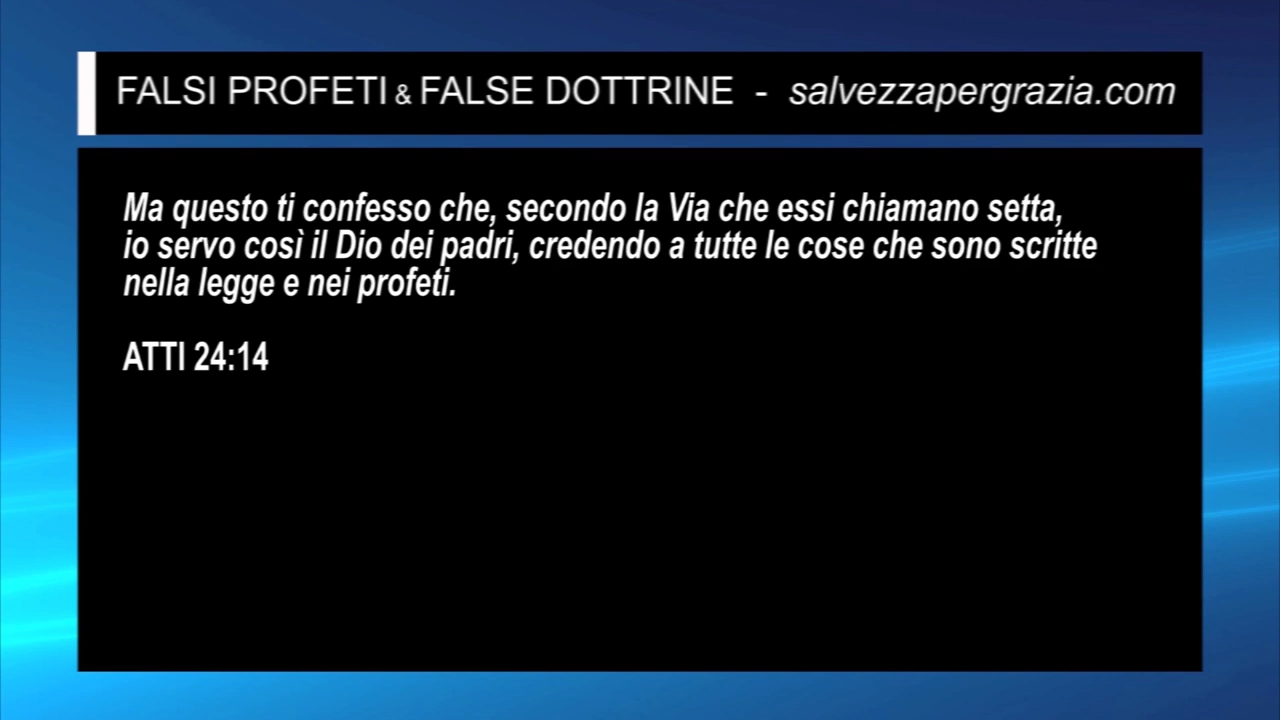 FALSI PROFETI & FALSE DOTTRINE - salvezzapergrazia.com
Ma questo ti confesso che, secondo la Via che essi chiamano setta,
io servo così il Dio dei padri, credendo a tutte le cose che sono scritte
nella legge e nei profeti.
ATTI 24:14